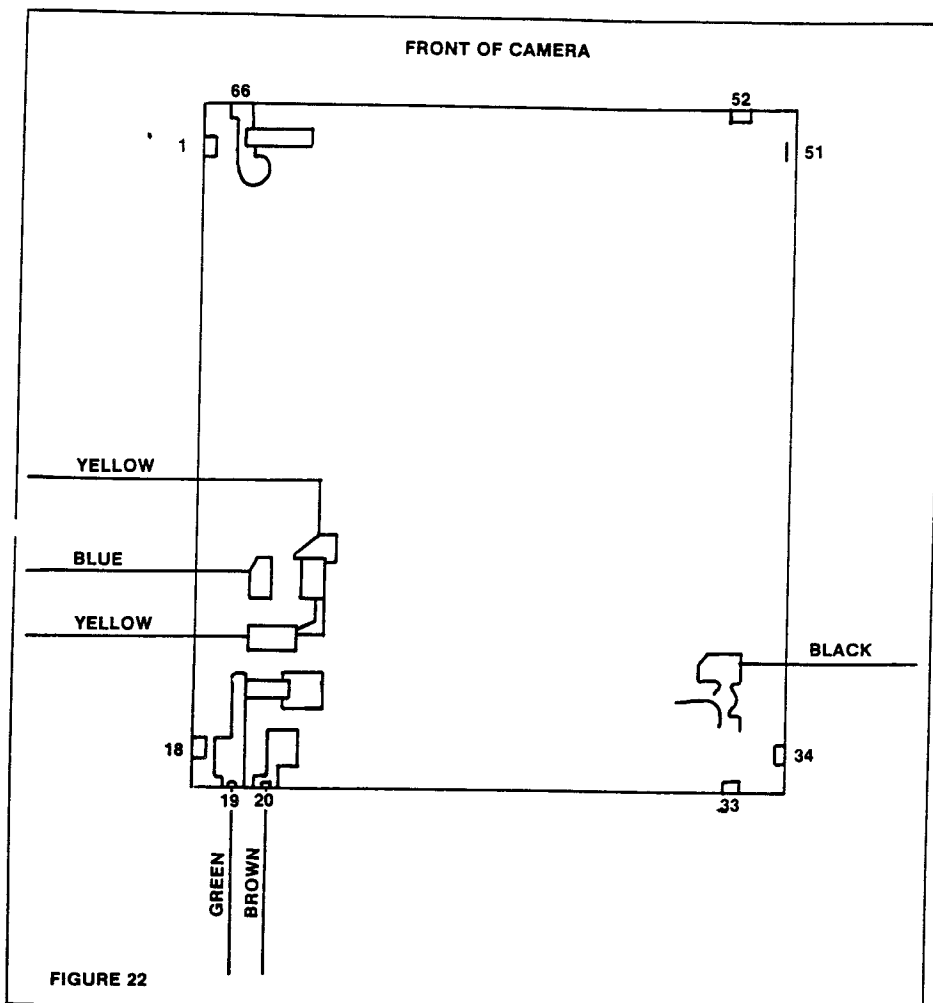 FRONT OF CAMERA
66
52
1
51
YELLOW
BLUE
YELLOW
BLACK
18
34
19
20
33
GREEN
BROWN
FIGURE 22